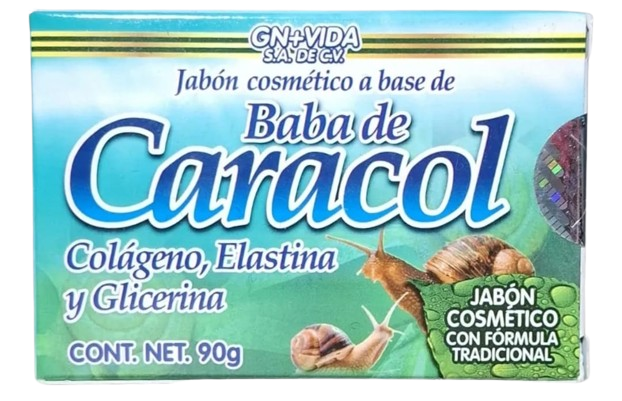 GN+VIDA
S.A. DE C.V.
Jabón cosmético a base de
Baba de
Caracol
Colágeno, Elastina
y Glicerina
CONT. NET. 90g
JABÓN
COSMÉTICO
CON FÓRMULA
TRADICIONAL